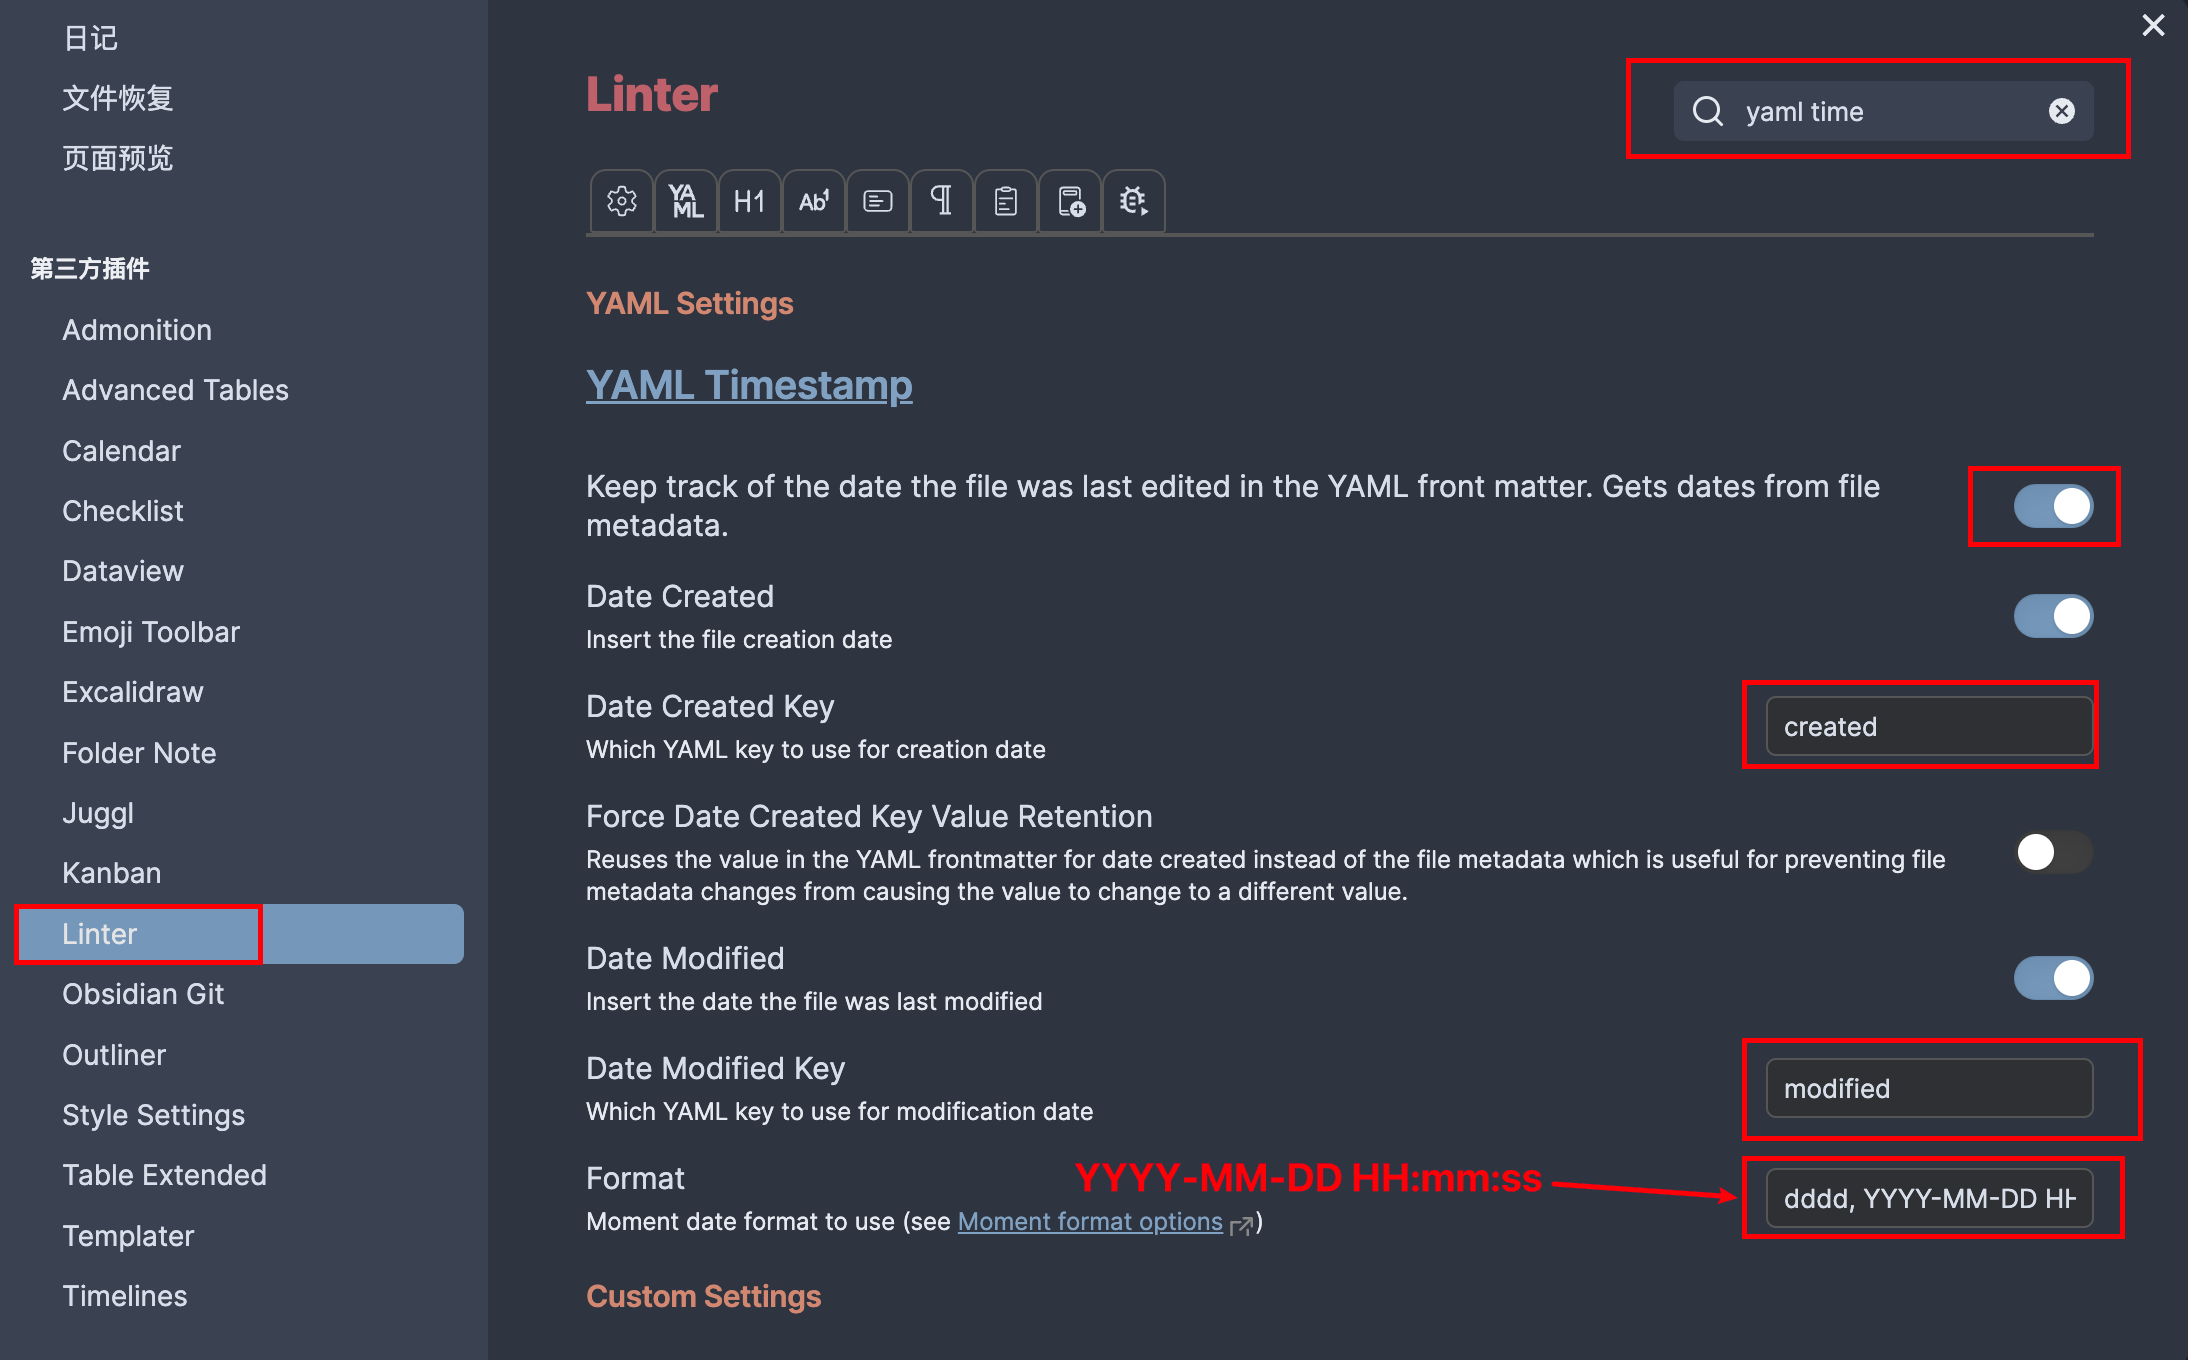 日记
文件恢复
页面预览
第三方插件
Admonition
Advanced Tables
Calendar
Checklist
Dataview
Emoji Toolbar
Excalidraw
Folder Note
Juggl
Kanban
Linter
Obsidian Git
Outliner
Style Settings
Table Extended
Templater
Timelines
Linter
yaml time
YA
ML
H1
Ab1
YAML Settings
YAML Timestamp
Keep track of the date the file was last edited in the YAML front matter. Gets dates from file
metadata.
Date Created
Insert the file creation date
Date Created Key
Which YAML key to use for creation date
created
Force Date Created Key Value Retention
Reuses the value in the YAML frontmatter for date created instead of the file metadata which is useful for preventing file
metadata changes from causing the value to change to a different value.
Date Modified
Insert the date the file was last modified
Date Modified Key
Which YAML key to use for modification date
modified
Format
YYYY-MM-DD HH:mm:ss
Moment date format to use (see Moment format options)
dddd, YYYY-MM-DD HH
Custom Settings